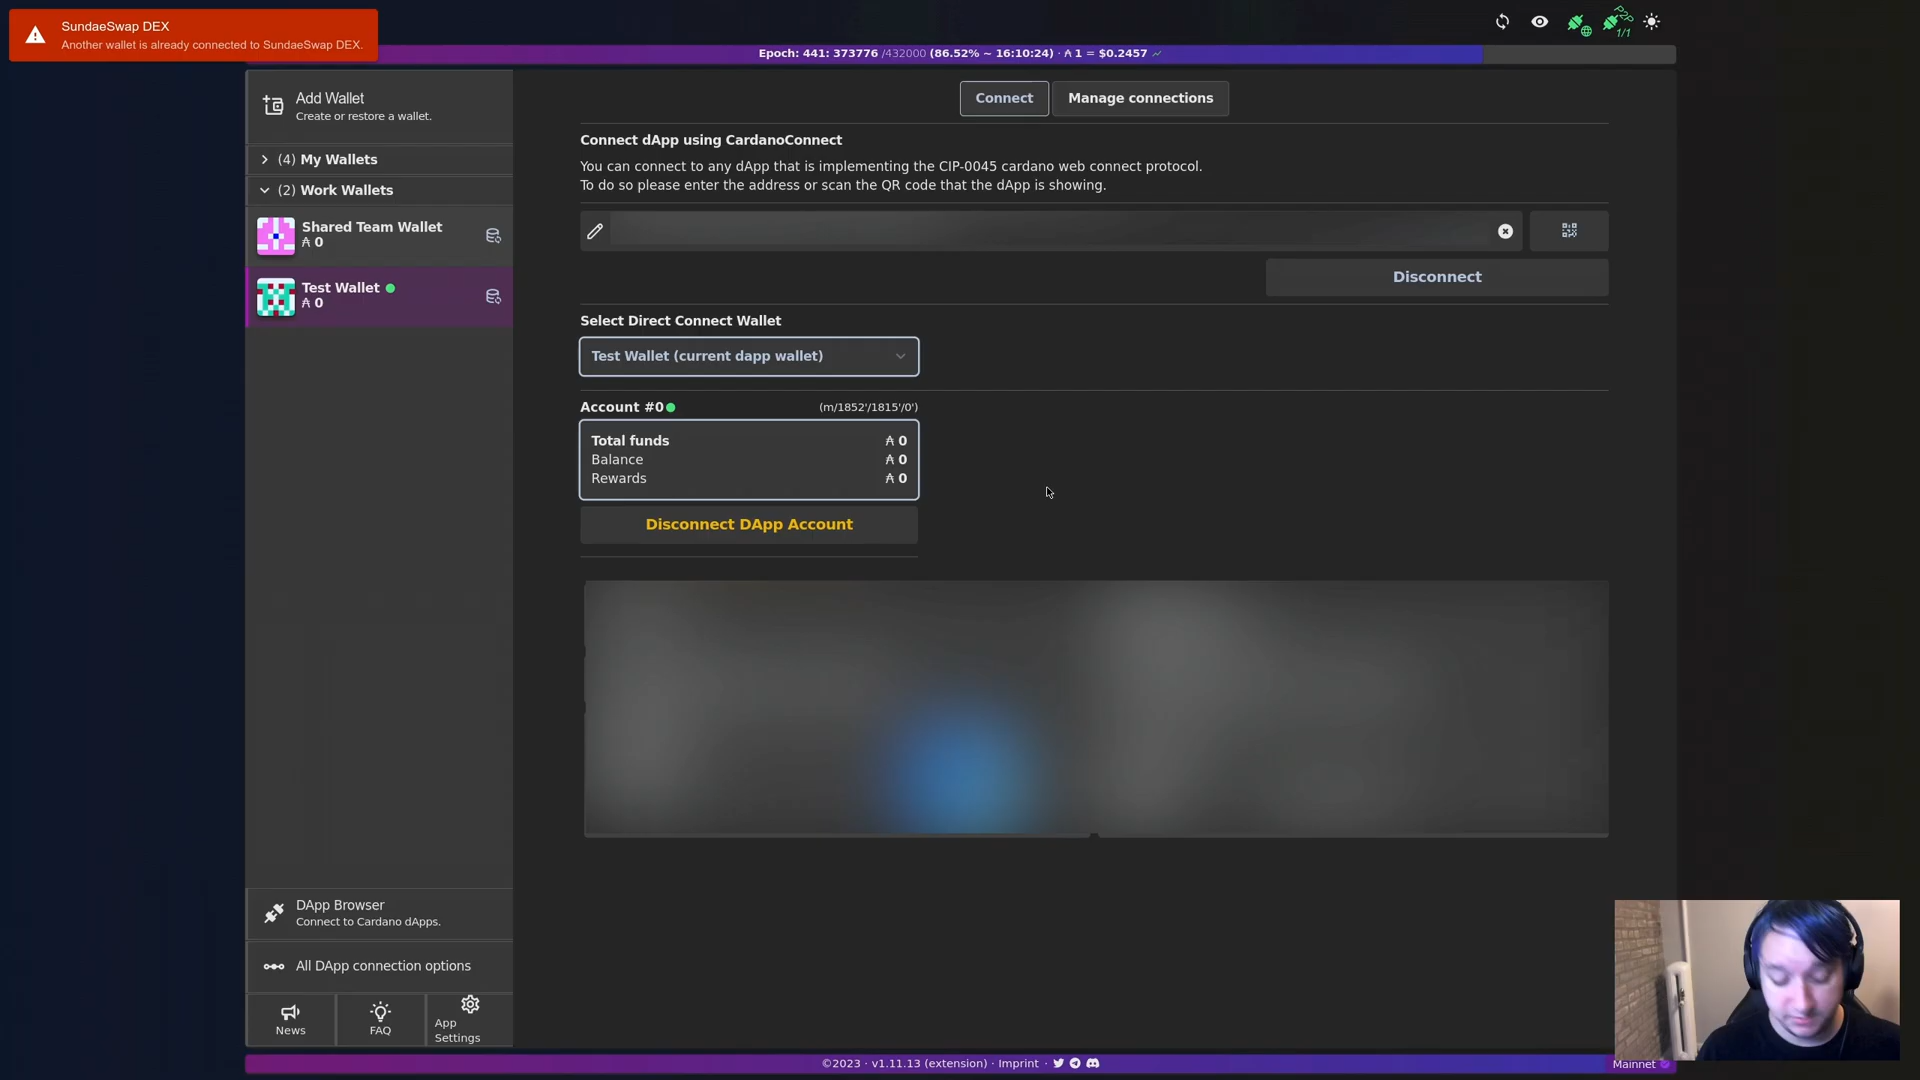 SundaeSwap DEX
Another wallet is already connected to SundaeSwap DEX.
P2P
1/1
Epoch: 441: 373776 /432000 (86.52% ~ 16:10:24) · ₳ 1 = $0.2457
Add Wallet
Create or restore a wallet.
(4) My Wallets
(2) Work Wallets
Shared Team Wallet
₳ 0
Test Wallet
₳ 0
Connect
Manage connections
Connect dApp using CardanoConnect
You can connect to any dApp that is implementing the CIP-0045 cardano web connect protocol.
To do so please enter the address or scan the QR code that the dApp is showing.
Disconnect
Select Direct Connect Wallet
Test Wallet (current dapp wallet)
Account #0 (m/1852'/1815'/0')
Total funds ₳ 0
Balance ₳ 0
Rewards ₳ 0
Disconnect DApp Account
DApp Browser
Connect to Cardano dApps.
All DApp connection options
News
FAQ
App
Settings
©2023 · v1.11.13 (extension) · Imprint ·
Mainnet